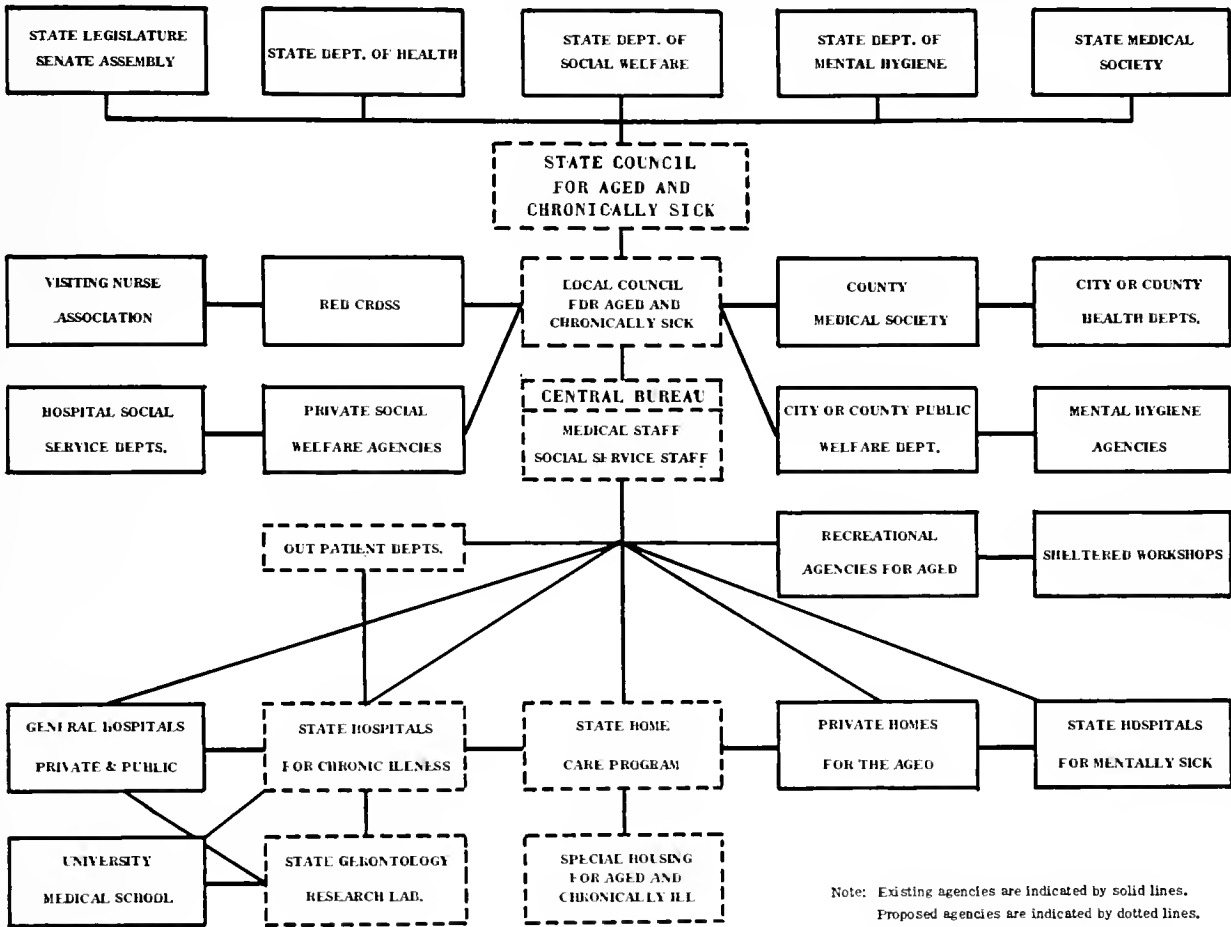 STATE LEGISLATURE
SENATE ASSEMBLY
STATE DEPT. OF HEALTH
STATE DEPT. OF
SOCIAL WELFARE
STATE DEPT. OF
MENTAL HYGIENE
STATE MEDICAL
SOCIETY
STATE COUNCIL
FOR AGED AND
CHRONICALLY SICK
VISITING NURSE
ASSOCIATION
RED CROSS
LOCAL COUNCIL
FOR AGED AND
CHRONICALLY SICK
COUNTY
MEDICAL SOCIETY
CITY OR COUNTY
HEALTH DEPTS.
HOSPITAL SOCIAL
SERVICE DEPTS.
PRIVATE SOCIAL
WELFARE AGENCIES
CENTRAL BUREAU
MEDICAL STAFF
SOCIAL SERVICE STAFF
CITY OR COUNTY PUBLIC
WELFARE DEPT.
MENTAL HYGIENE
AGENCIES
OUT PATIENT DEPTS.
RECREATIONAL
AGENCIES FOR AGED
SHELTERED WORKSHOPS
GENERAL HOSPITALS
PRIVATE & PUBLIC
STATE HOSPITALS
FOR CHRONIC ILLNESS
STATE HOME
CARE PROGRAM
PRIVATE HOMES
FOR THE AGED
STATE HOSPITALS
FOR MENTALLY SICK
UNIVERSITY
MEDICAL SCHOOL
STATE GERONTOLOGY
RESEARCH LAB.
SPECIAL HOUSING
FOR AGED AND
CHRONICALLY ILL
Note: Existing agencies are indicated by solid lines.
Proposed agencies are indicated by dotted lines.